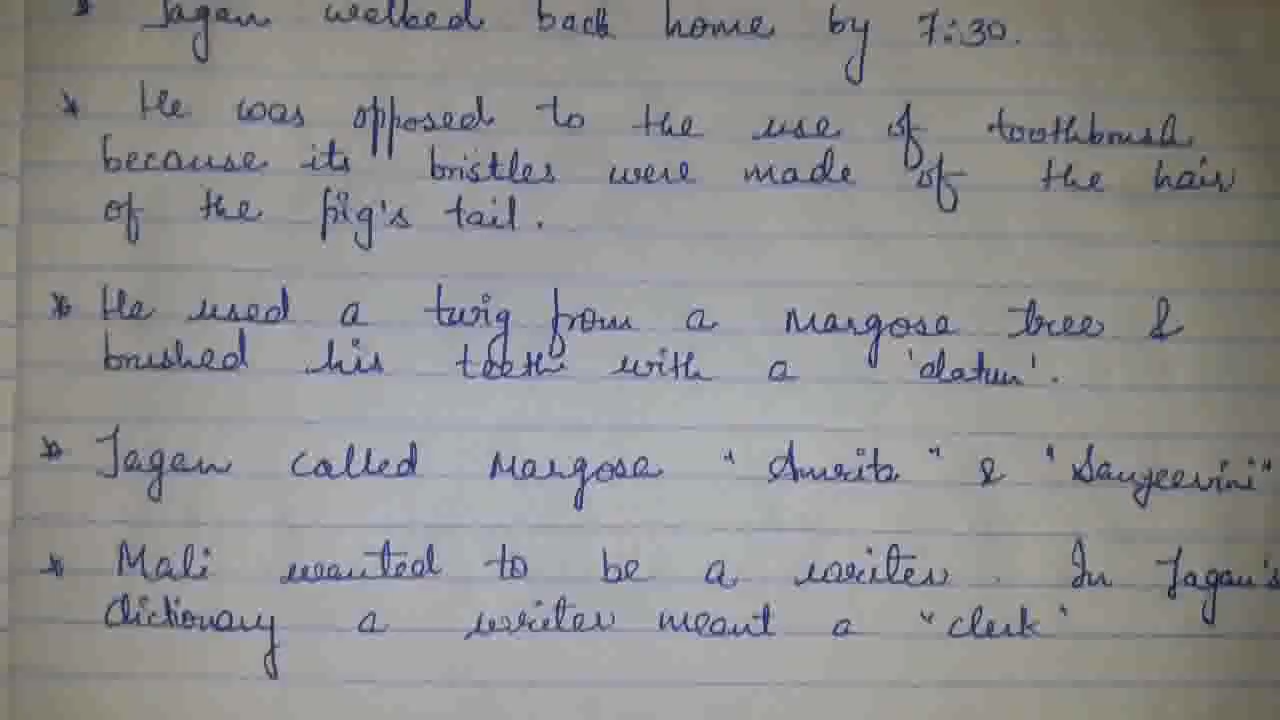 * Jagan walked back home by 7:30.
* He was opposed to the use of toothbrush
because its bristles were made of the hair
of the pig's tail.
* He used a twig from a Margosa tree &
brushed his teeth with a 'datun'.
* Jagan called Margosa "Amrita" & "Sanjeevini"
* Mali wanted to be a writer. In Jagan's
dictionary a writer meant a "clerk"